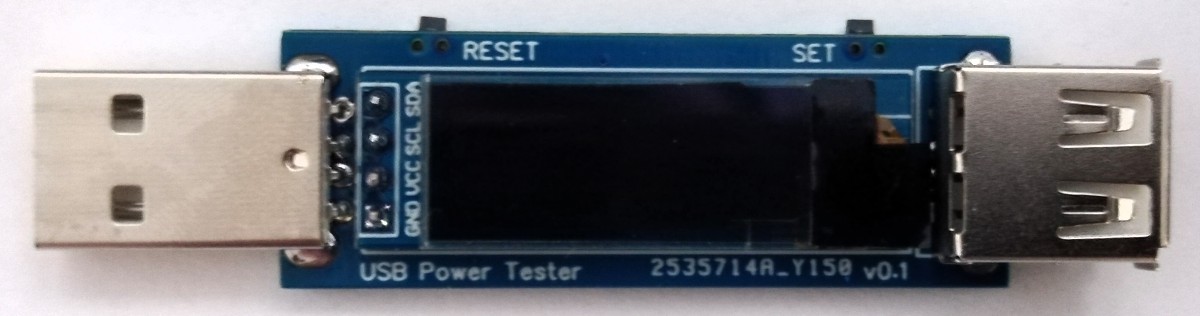 RESET
SET
GND VCC SCL SDA
USB Power Tester
2535714A_Y150 v0.1